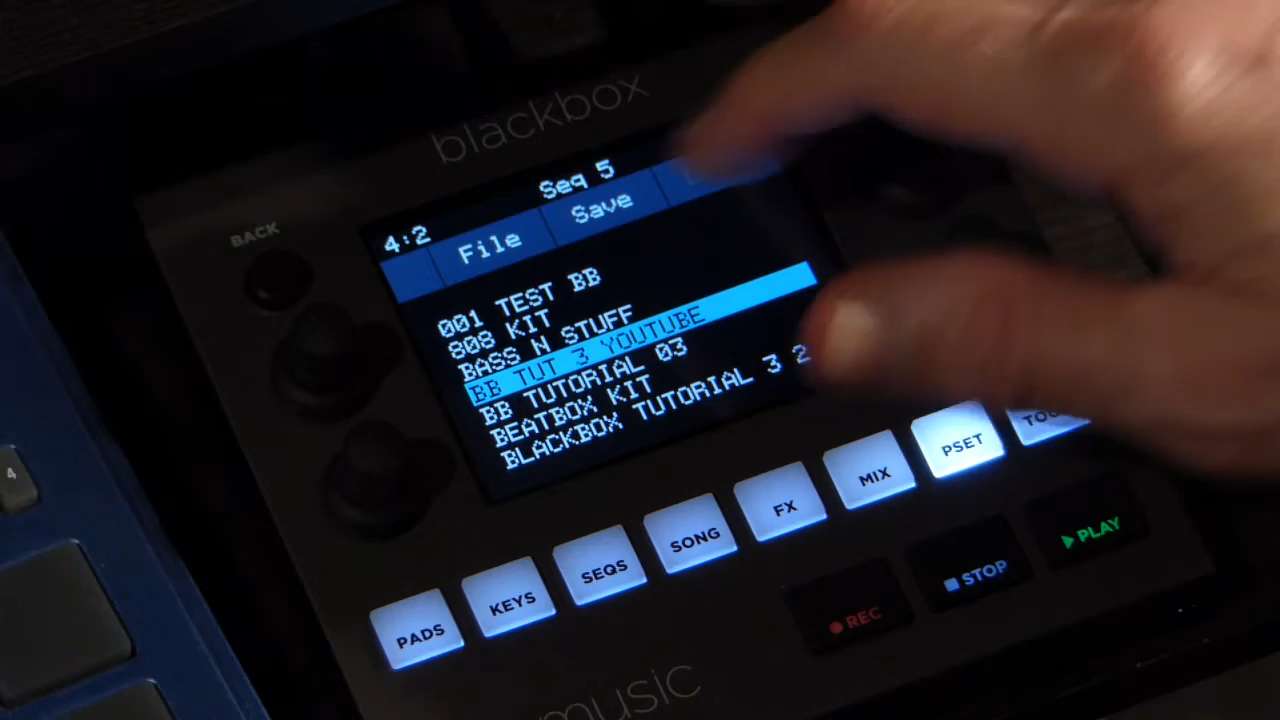 blackbox
BACK
Seq 5
4:2
File
Save
001 TEST BB
808 KIT
BASS N STUFF
BB TUT 3 YOUTUBE
BB TUTORIAL 03
BEATBOX KIT
BLACKBOX TUTORIAL 3 2
4
PADS
KEYS
SEQS
SONG
FX
MIX
PSET
REC
STOP
PLAY
music